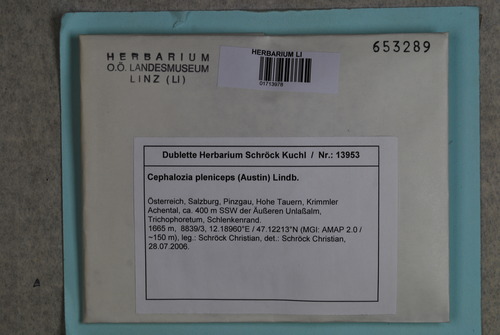 HERBARIUM
O.Ö. LANDESMUSEUM
LINZ (LI)
HERBARIUM LI
01713978
653289
Dublette Herbarium Schröck Kuchl / Nr.: 13953
Cephalozia pleniceps (Austin) Lindb.
Österreich, Salzburg, Pinzgau, Hohe Tauern, Krimmler
Achental, ca. 400 m SSW der Äußeren Unlaßalm,
Trichophoretum, Schlenkenrand.
1665 m, 8839/3, 12.18960°E / 47.12213°N (MGI: AMAP 2.0 /
~150 m), leg.: Schröck Christian, det.: Schröck Christian,
28.07.2006.